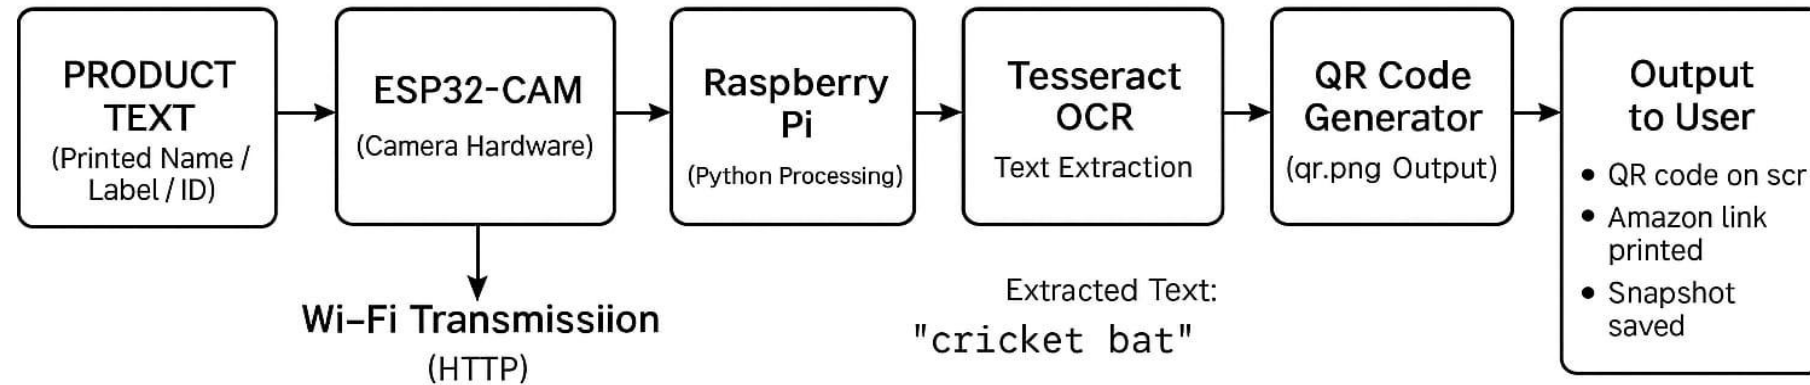 PRODUCT
TEXT
(Printed Name /
Label / ID)
ESP32-CAM
(Camera Hardware)
Raspberry
Pi
(Python Processing)
Tesseract
OCR
Text Extraction
QR Code
Generator
(qr.png Output)
Output
to User
• QR code on scr
• Amazon link
printed
• Snapshot
saved
Wi–Fi Transmissiion
(HTTP)
Extracted Text:
"cricket bat"